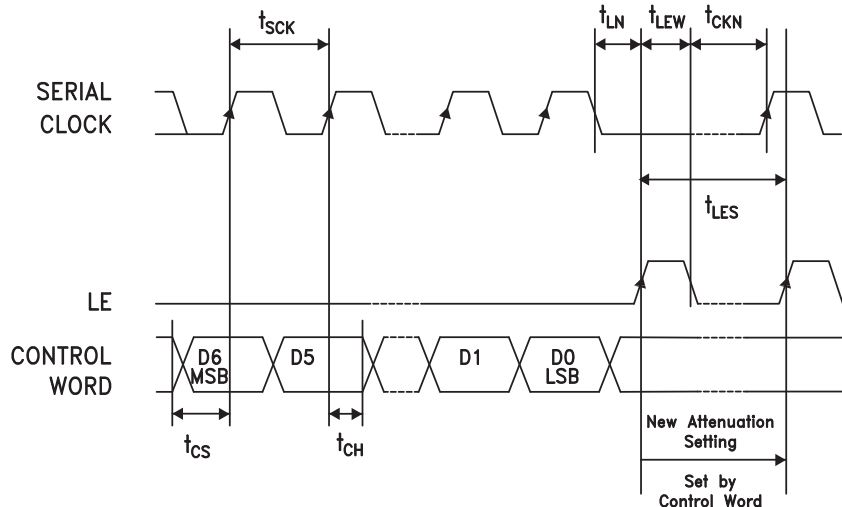 tSCK
tLN tLEW tCKN
SERIAL
CLOCK
tLES
LE
CONTROL
WORD
D6
MSB
D5
D1
D0
LSB
tCS
tCH
New Attenuation
Setting
Set by
Control Word